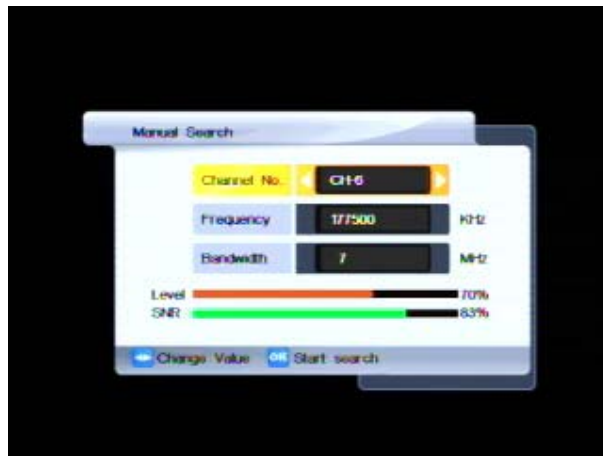 Manual Search
Channel No. CH-6
Frequency 177500 KHz
Bandwidth 7 MHz
Level 70%
SNR 83%
Change Value OK Start search